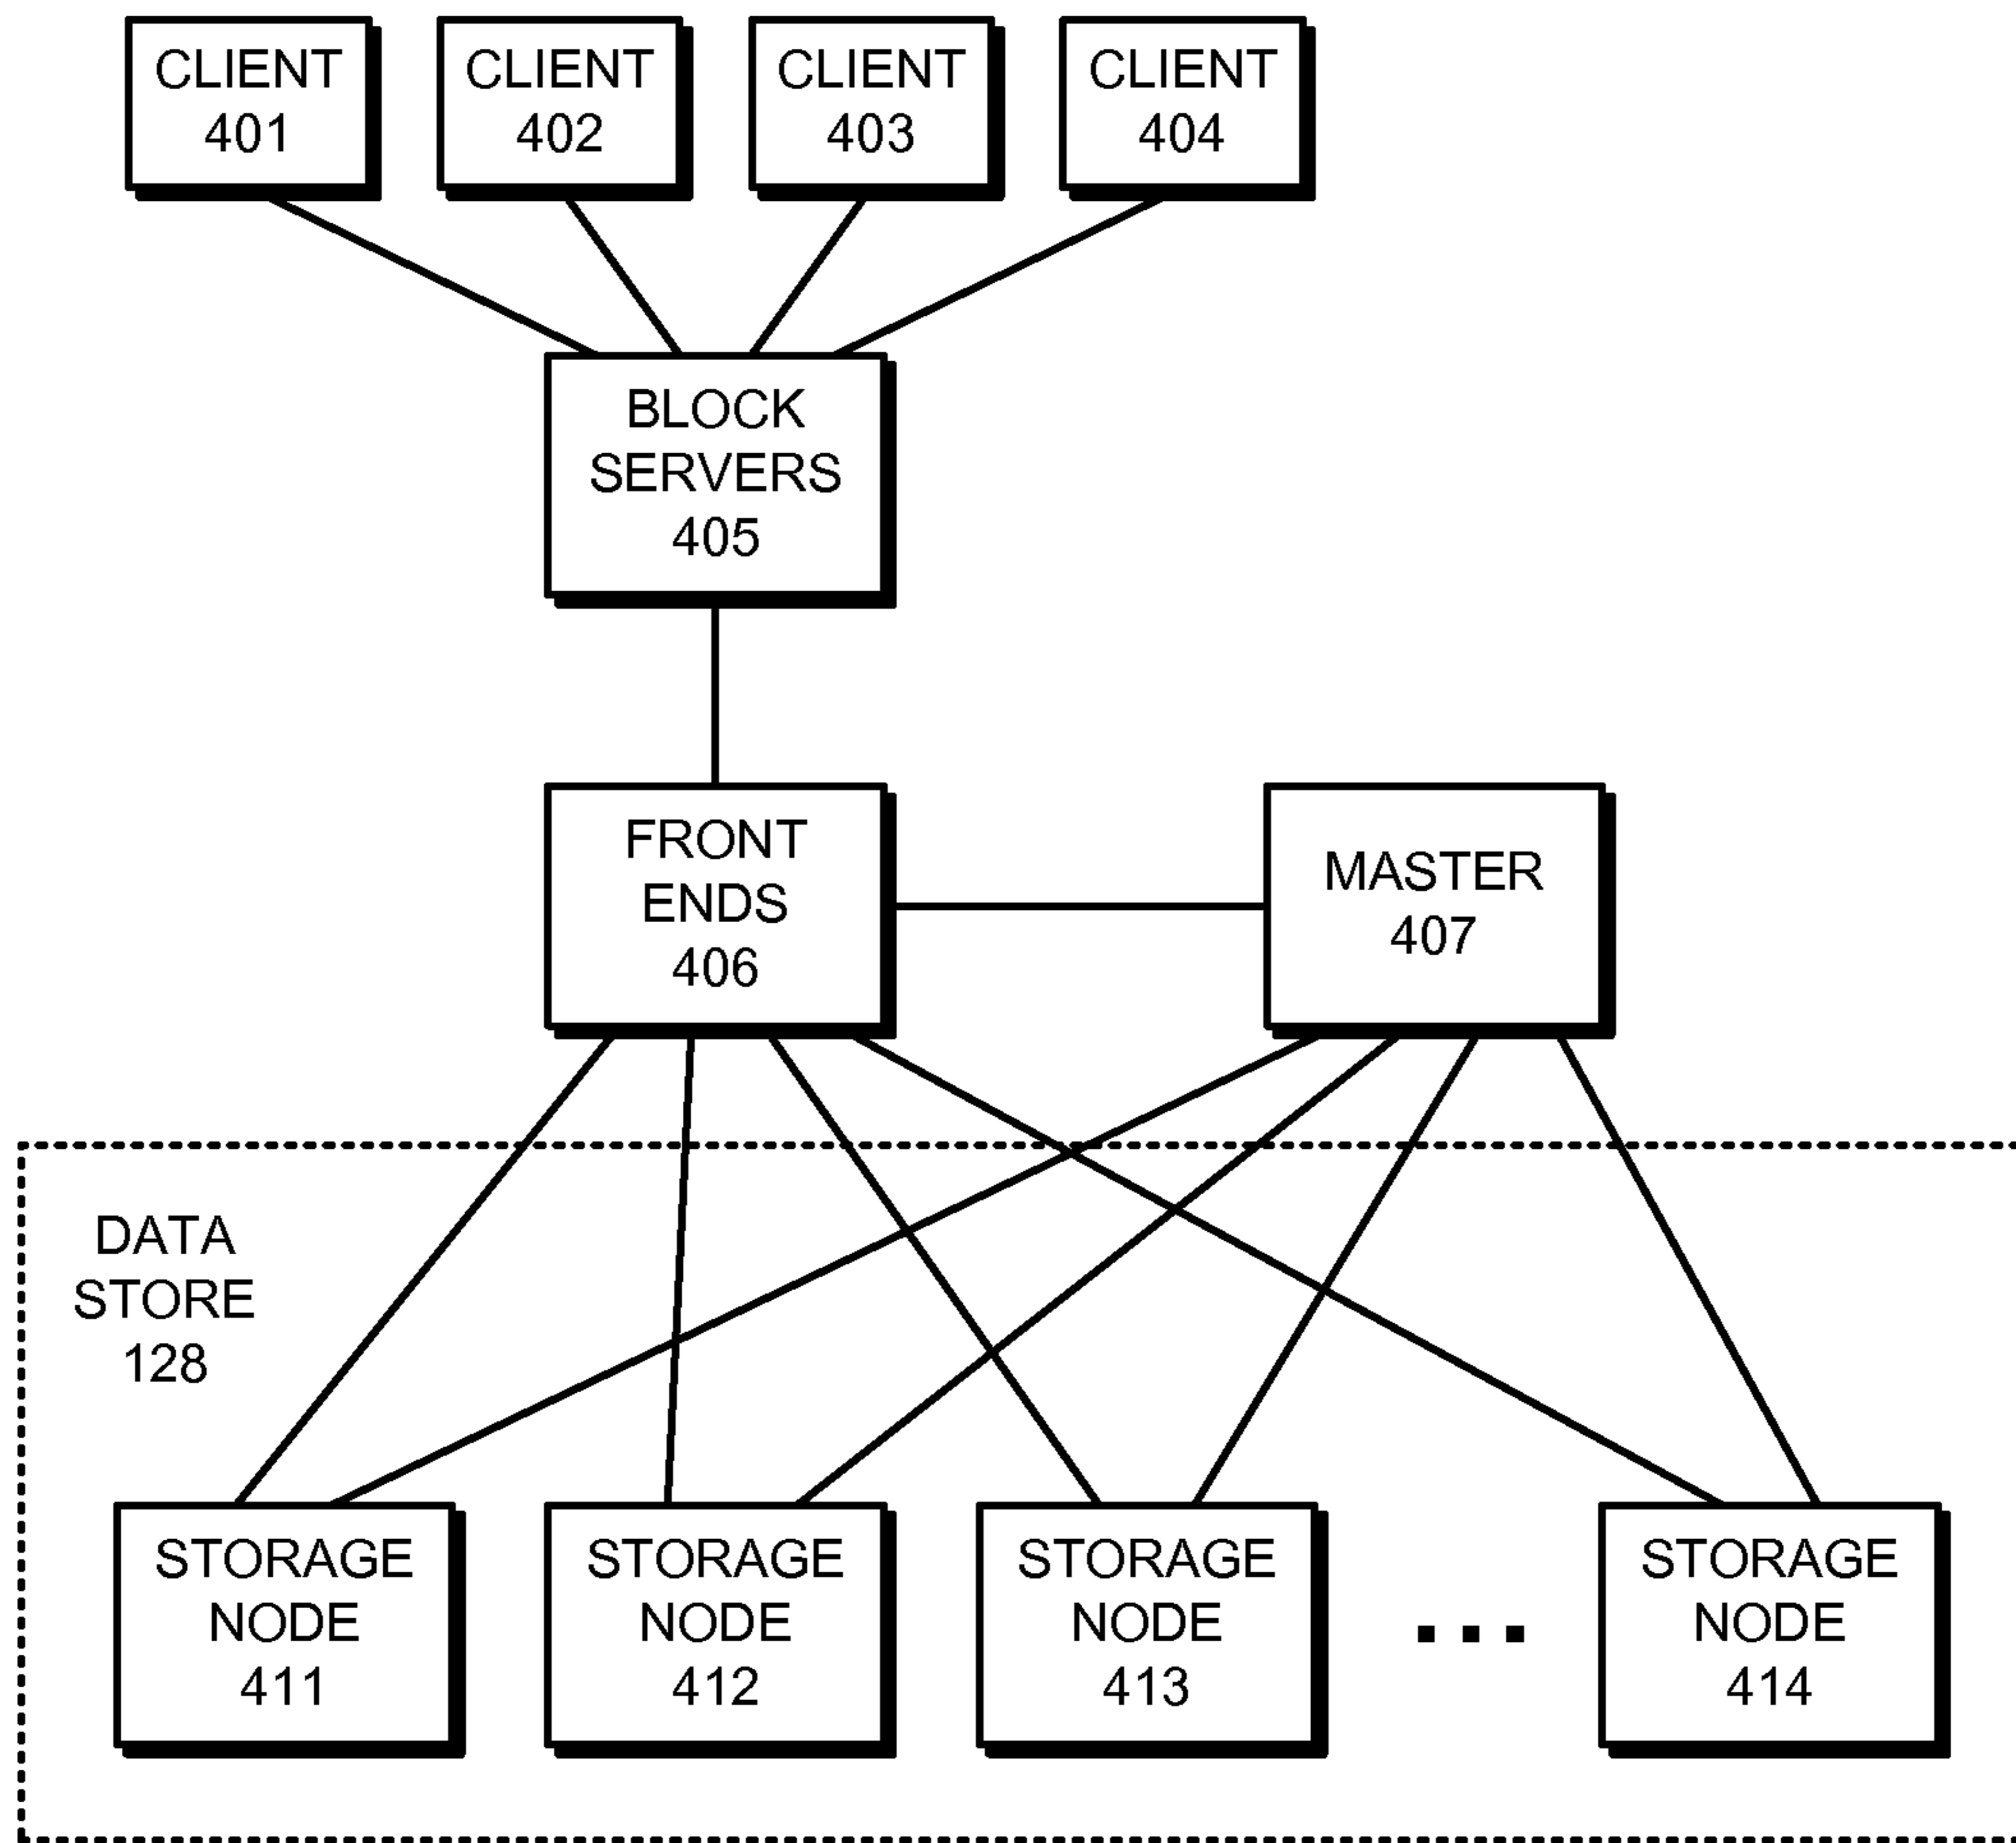 CLIENT
401
CLIENT
402
CLIENT
403
CLIENT
404
BLOCK
SERVERS
405
FRONT
ENDS
406
MASTER
407
DATA
STORE
128
STORAGE
NODE
411
STORAGE
NODE
412
STORAGE
NODE
413
...
STORAGE
NODE
414